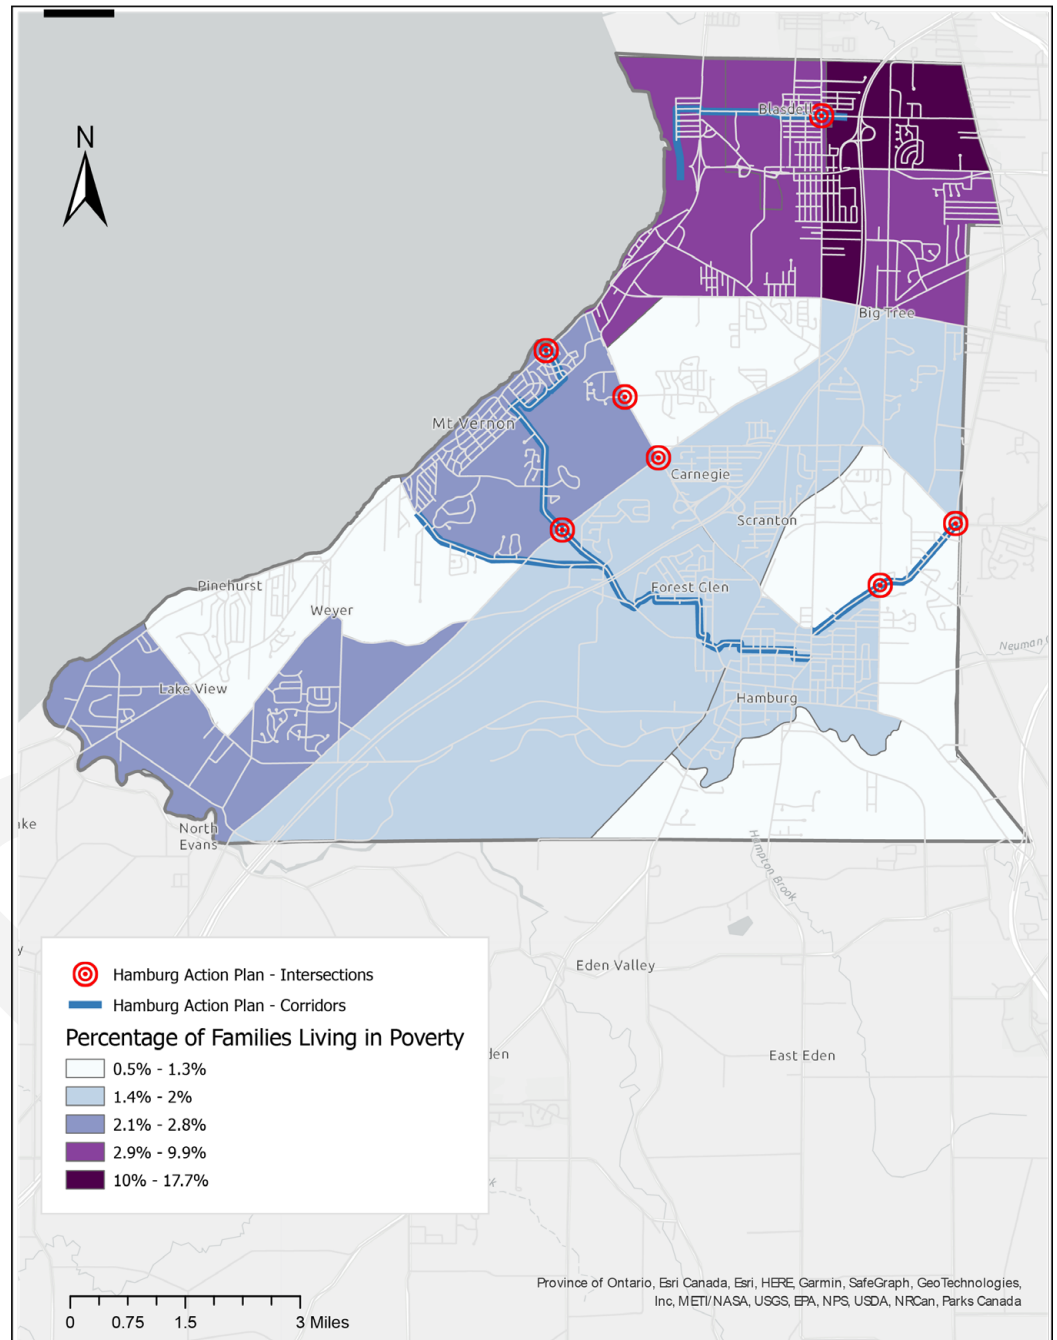 N
Blasdell
Big Tree
Mt Vernon
Carnegie
Scranton
Pinehurst
Forest Glen
Weyer
Lake View
Hamburg
North
Evans
Hampton Brook
Eden Valley
East Eden
Hamburg Action Plan - Intersections
Hamburg Action Plan - Corridors
Percentage of Families Living in Poverty
0.5% - 1.3%
1.4% - 2%
2.1% - 2.8%
2.9% - 9.9%
10% - 17.7%
0 0.75 1.5 3 Miles
Province of Ontario, Esri Canada, Esri, HERE, Garmin, SafeGraph, GeoTechnologies,
Inc, METI/NASA, USGS, EPA, NPS, USDA, NRCan, Parks Canada